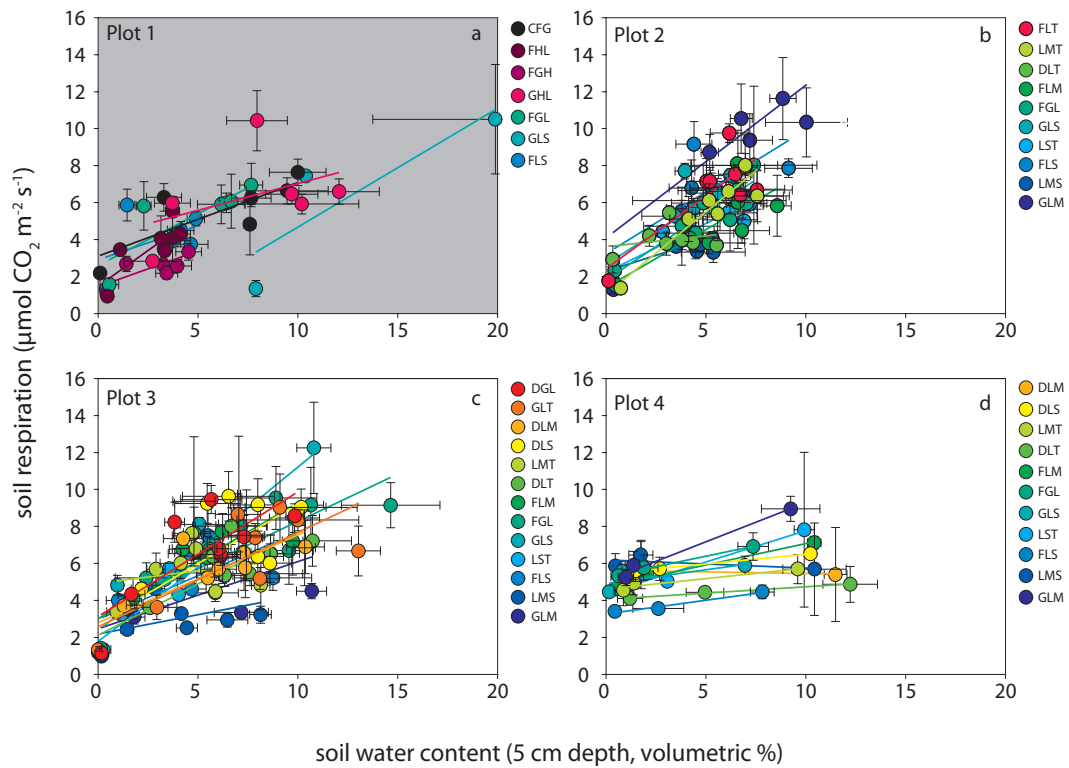 Plot 1
a
16
14
12
10
8
6
4
2
0
0
5
10
15
20
CFG
FHL
FGH
GHL
FGL
GLS
FLS
Plot 2
b
16
14
12
10
8
6
4
2
0
0
5
10
15
20
FLT
LMT
DLT
FLM
FGL
GLS
LST
FLS
LMS
GLM
soil respiration (μmol CO2 m-2 s-1)
Plot 3
c
16
14
12
10
8
6
4
2
0
0
5
10
15
20
DGL
GLT
DLM
DLS
LMT
DLT
FLM
FGL
GLS
LST
FLS
LMS
GLM
Plot 4
d
16
14
12
10
8
6
4
2
0
0
5
10
15
20
DLM
DLS
LMT
DLT
FLM
FGL
GLS
LST
FLS
LMS
GLM
soil water content (5 cm depth, volumetric %)